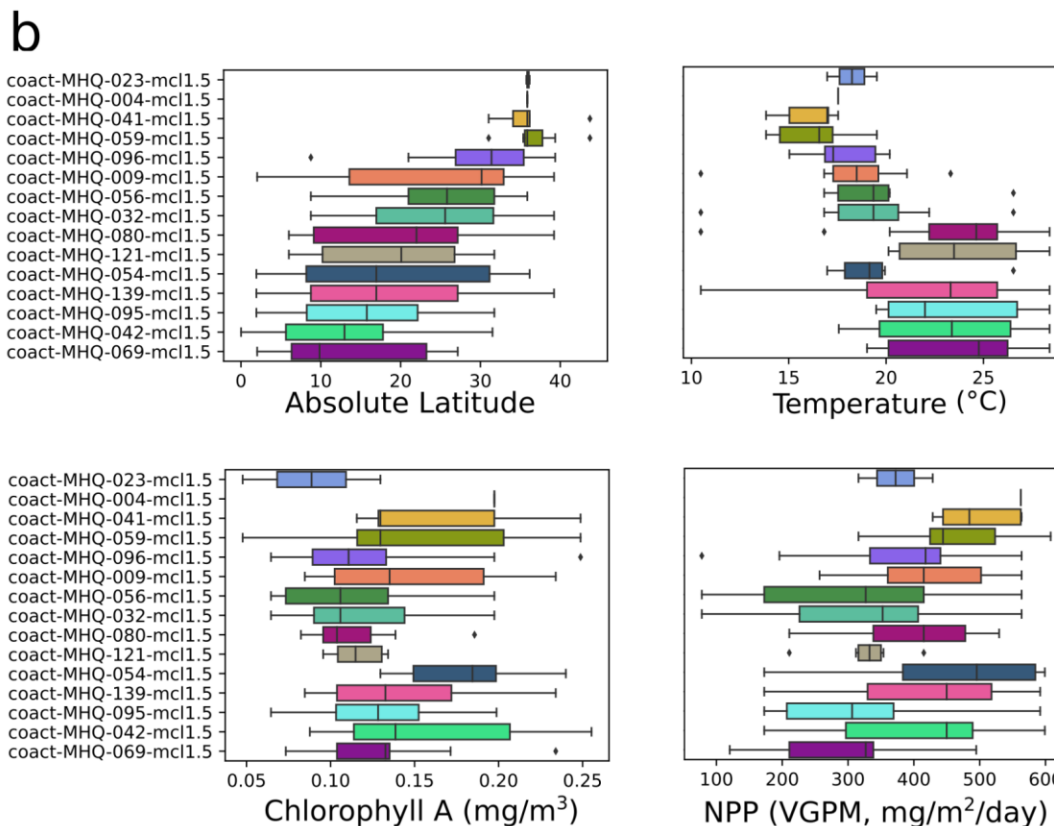 b
coact-MHQ-023-mcl1.5
coact-MHQ-004-mcl1.5
coact-MHQ-041-mcl1.5
coact-MHQ-059-mcl1.5
coact-MHQ-096-mcl1.5
coact-MHQ-009-mcl1.5
coact-MHQ-056-mcl1.5
coact-MHQ-032-mcl1.5
coact-MHQ-080-mcl1.5
coact-MHQ-121-mcl1.5
coact-MHQ-054-mcl1.5
coact-MHQ-139-mcl1.5
coact-MHQ-095-mcl1.5
coact-MHQ-042-mcl1.5
coact-MHQ-069-mcl1.5
0 10 20 30 40
Absolute Latitude
10 15 20 25
Temperature (°C)
coact-MHQ-023-mcl1.5
coact-MHQ-004-mcl1.5
coact-MHQ-041-mcl1.5
coact-MHQ-059-mcl1.5
coact-MHQ-096-mcl1.5
coact-MHQ-009-mcl1.5
coact-MHQ-056-mcl1.5
coact-MHQ-032-mcl1.5
coact-MHQ-080-mcl1.5
coact-MHQ-121-mcl1.5
coact-MHQ-054-mcl1.5
coact-MHQ-139-mcl1.5
coact-MHQ-095-mcl1.5
coact-MHQ-042-mcl1.5
coact-MHQ-069-mcl1.5
0.05 0.10 0.15 0.20 0.25
Chlorophyll A (mg/m³)
100 200 300 400 500 600
NPP (VGPM, mg/m²/day)